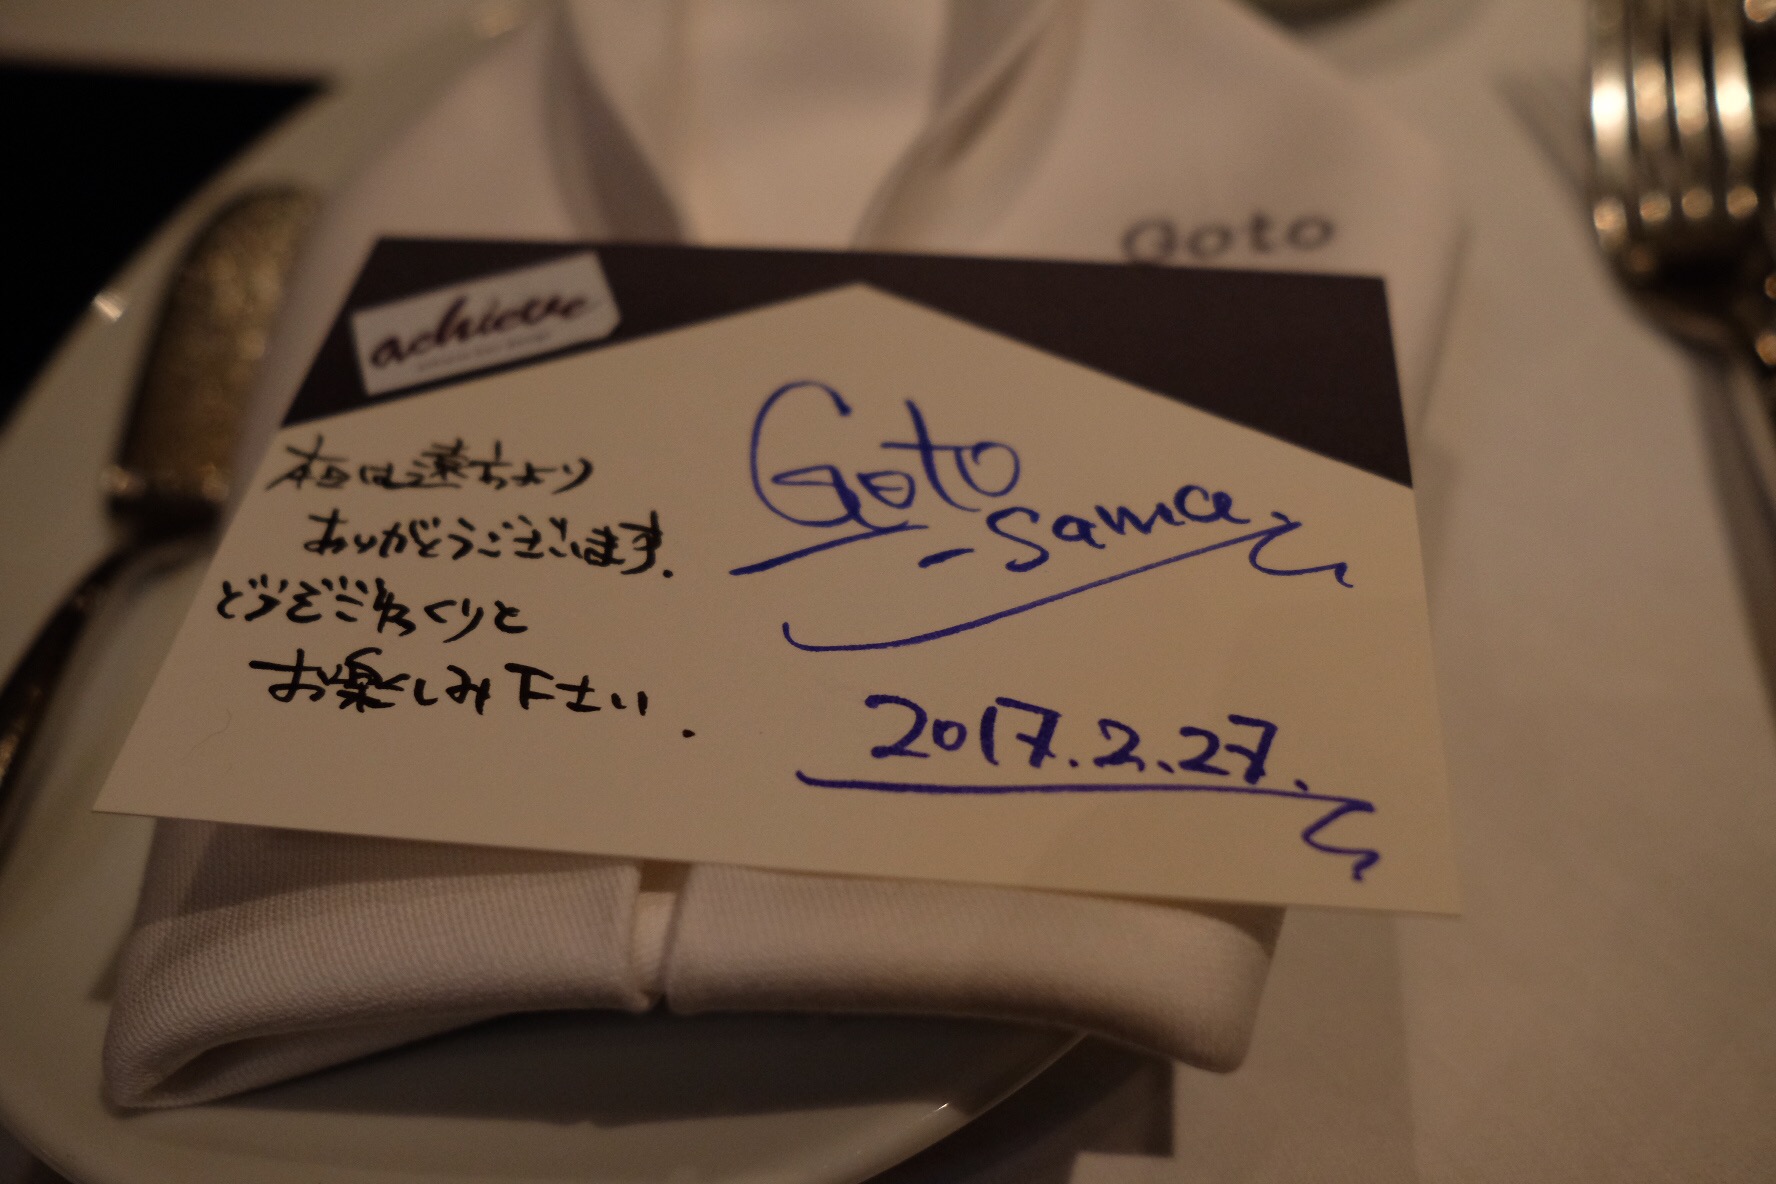 Goto
achieve
本日は遠方より
ありがとうございます.
どうぞごゆっくりと
お楽しみ下さい.
Goto
-sama.
2017.2.27.